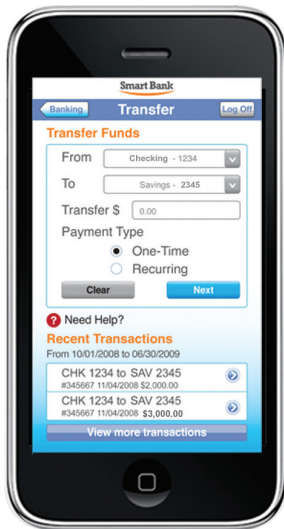 Smart Bank
Banking Transfer Log Off
Transfer Funds
From Checking - 1234
To Savings - 2345
Transfer $ 0.00
Payment Type
One-Time
Recurring
Clear Next
? Need Help?
Recent Transactions
From 10/01/2008 to 06/30/2009
CHK 1234 to SAV 2345
#345667 11/04/2008 $2,000.00
CHK 1234 to SAV 2345
#345667 11/04/2008 $3,000.00
View more transactions